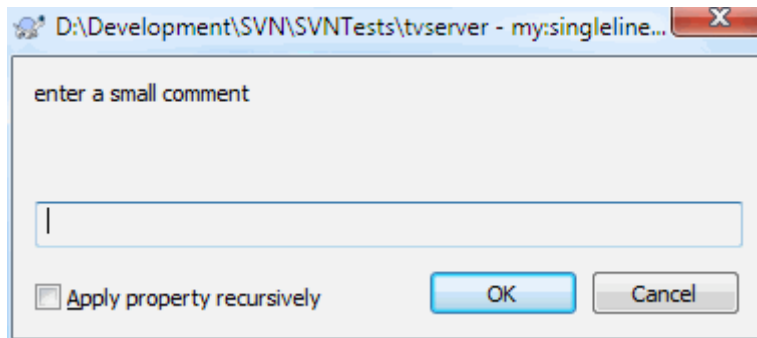 D:\Development\SVN\SVNTests\tvserver - my:singleline...
enter a small comment
Apply property recursively
OK
Cancel